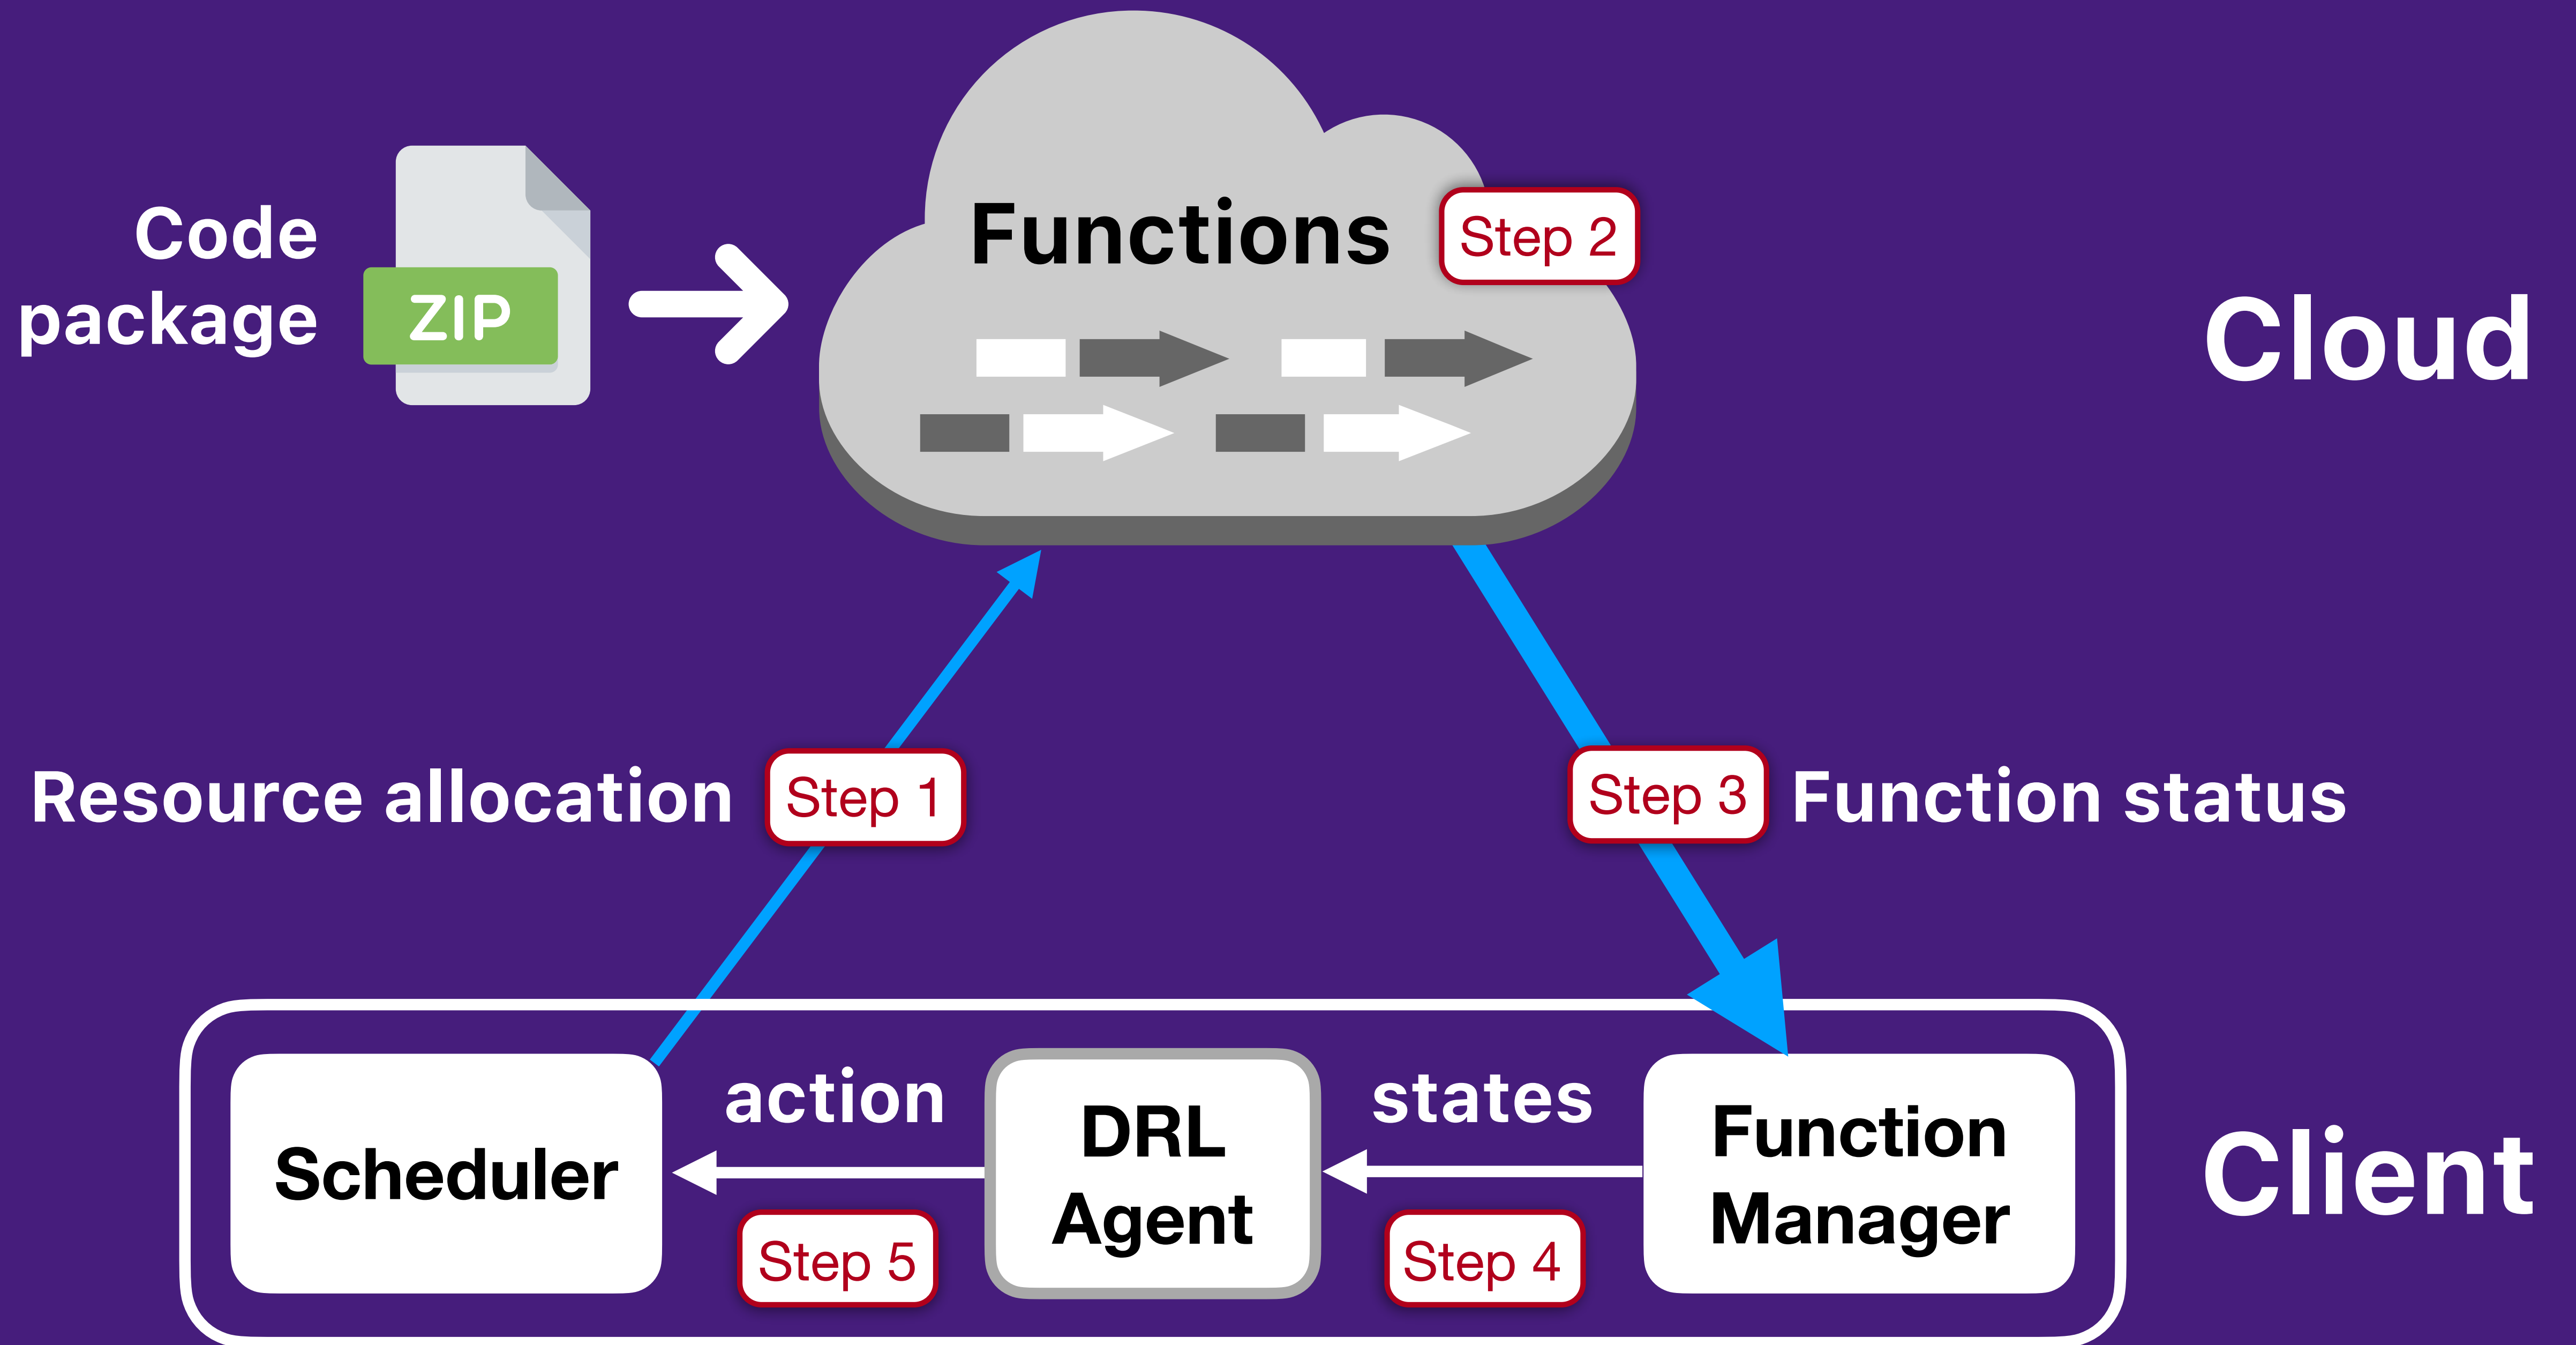 Code
package
ZIP
Functions
Step 2
Cloud
Resource allocation
Step 1
Step 3
Function status
Scheduler
action
Step 5
DRL
Agent
states
Step 4
Function
Manager
Client